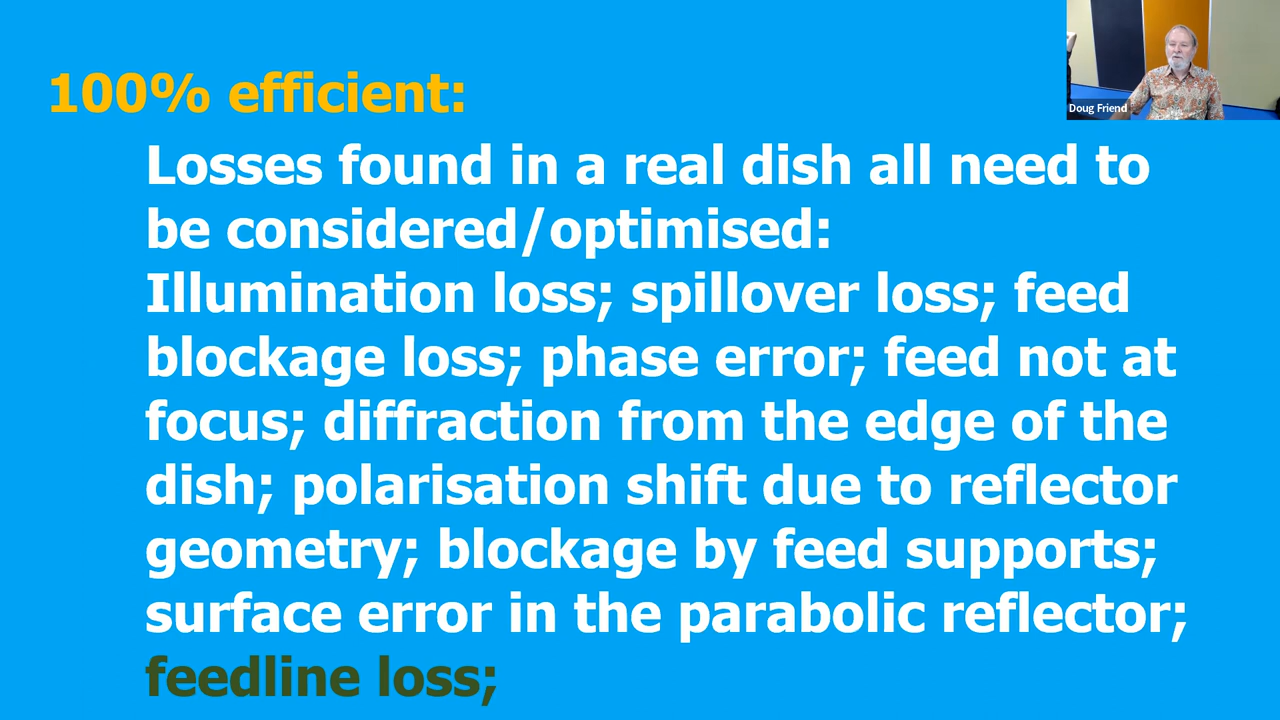 Doug Friend
100% efficient:
Losses found in a real dish all need to
be considered/optimised:
Illumination loss; spillover loss; feed
blockage loss; phase error; feed not at
focus; diffraction from the edge of the
dish; polarisation shift due to reflector
geometry; blockage by feed supports;
surface error in the parabolic reflector;
feedline loss;